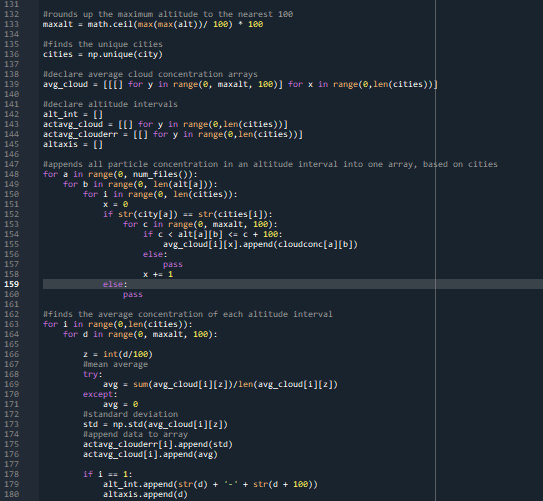 131
132 #rounds up the maximum altitude to the nearest 100
133 maxalt = math.ceil(max(max(alt))/ 100) * 100
134
135 #finds the unique cities
136 cities = np.unique(city)
137
138 #declare average cloud concentration arrays
139 avg_cloud = [[[] for y in range(0, maxalt, 100)] for x in range(0,len(cities))]
140
141 #declare altitude intervals
142 alt_int = []
143 actavg_cloud = [[] for y in range(0,len(cities))]
144 actavg_clouderr = [[] for y in range(0,len(cities))]
145 altaxis = []
146
147 #appends all particle concentration in an altitude interval into one array, based on cities
148 for a in range(0, num_files()):
149     for b in range(0, len(alt[a])):
150         for i in range(0, len(cities)):
151             x = 0
152             if str(city[a]) == str(cities[i]):
153                 for c in range(0, maxalt, 100):
154                     if c < alt[a][b] <= c + 100:
155                         avg_cloud[i][x].append(cloudconc[a][b])
156                     else:
157                         pass
158                     x += 1
159             else:
160                 pass
161
162 #finds the average concentration of each altitude interval
163 for i in range(0,len(cities)):
164     for d in range(0, maxalt, 100):
165
166         z = int(d/100)
167         #mean average
168         try:
169             avg = sum(avg_cloud[i][z])/len(avg_cloud[i][z])
170         except:
171             avg = 0
172         #standard deviation
173         std = np.std(avg_cloud[i][z])
174         #append data to array
175         actavg_clouderr[i].append(std)
176         actavg_cloud[i].append(avg)
177
178         if i == 1:
179             alt_int.append(str(d) + '-' + str(d + 100))
180             altaxis.append(d)